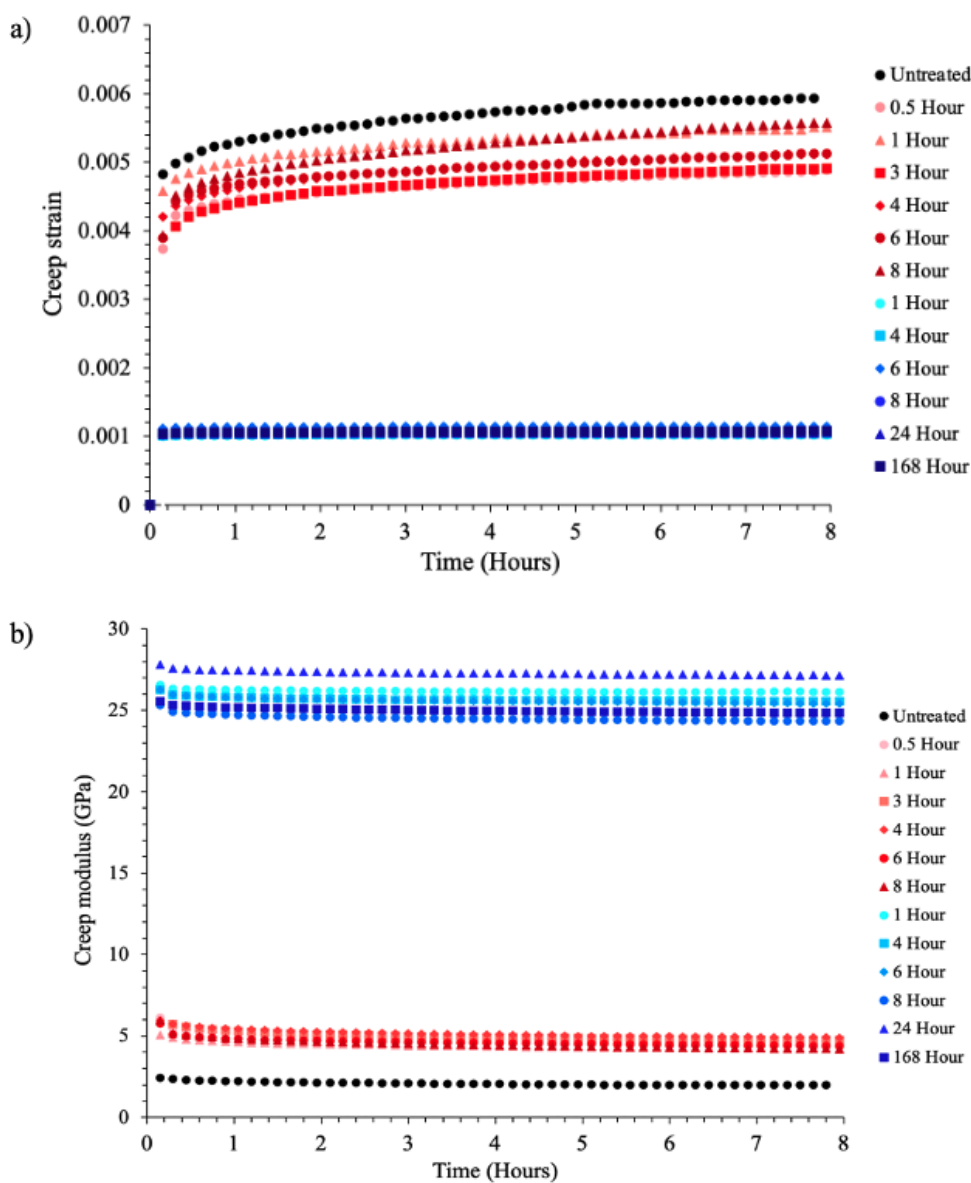 a)
0.007
0.006
0.005
0.004
0.003
0.002
0.001
0
Creep strain
0 1 2 3 4 5 6 7 8
Time (Hours)
Untreated
0.5 Hour
1 Hour
3 Hour
4 Hour
6 Hour
8 Hour
1 Hour
4 Hour
6 Hour
8 Hour
24 Hour
168 Hour
b)
30
25
20
15
10
5
0
Creep modulus (GPa)
0 1 2 3 4 5 6 7 8
Time (Hours)
Untreated
0.5 Hour
1 Hour
3 Hour
4 Hour
6 Hour
8 Hour
1 Hour
4 Hour
6 Hour
8 Hour
24 Hour
168 Hour